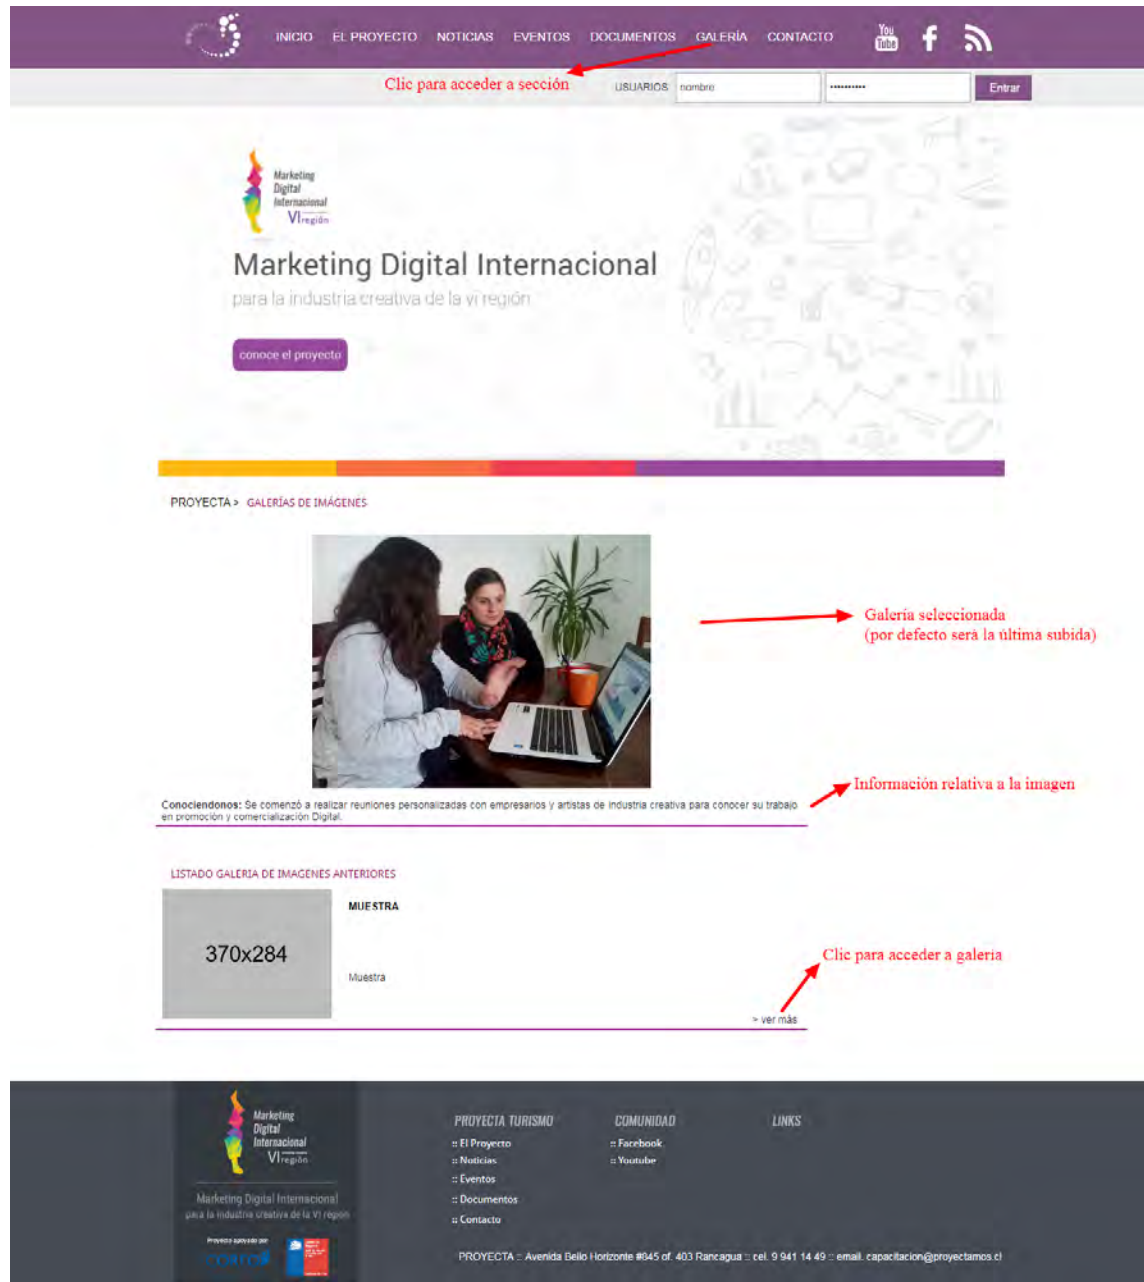 INICIO EL PROYECTO NOTICIAS EVENTOS DOCUMENTOS GALERÍA CONTACTO You Tube f
Clic para acceder a sección
USUARIOS nombre •••••••••• Entrar
Marketing
Digital
Internacional
VI región
Marketing Digital Internacional
para la industria creativa de la vi región
conoce el proyecto
PROYECTA > GALERÍAS DE IMÁGENES
Galería seleccionada
(por defecto será la última subida)
Información relativa a la imagen
Conociendonos: Se comenzó a realizar reuniones personalizadas con empresarios y artistas de industria creativa para conocer su trabajo
en promoción y comercialización Digital.
LISTADO GALERIA DE IMAGENES ANTERIORES
MUESTRA
370x284
Muestra
Clic para acceder a galería
> ver más
Marketing
Digital
Internacional
VI región
Marketing Digital Internacional
para la industria creativa de la VI región
Proyecto apoyado por
CORFO
PROYECTA TURISMO
:: El Proyecto
:: Noticias
:: Eventos
:: Documentos
:: Contacto
COMUNIDAD
:: Facebook
:: Youtube
LINKS
PROYECTA :: Avenida Bello Horizonte #845 of. 403 Rancagua :: cel. 9 941 14 49 :: email. capacitacion@proyectamos.cl